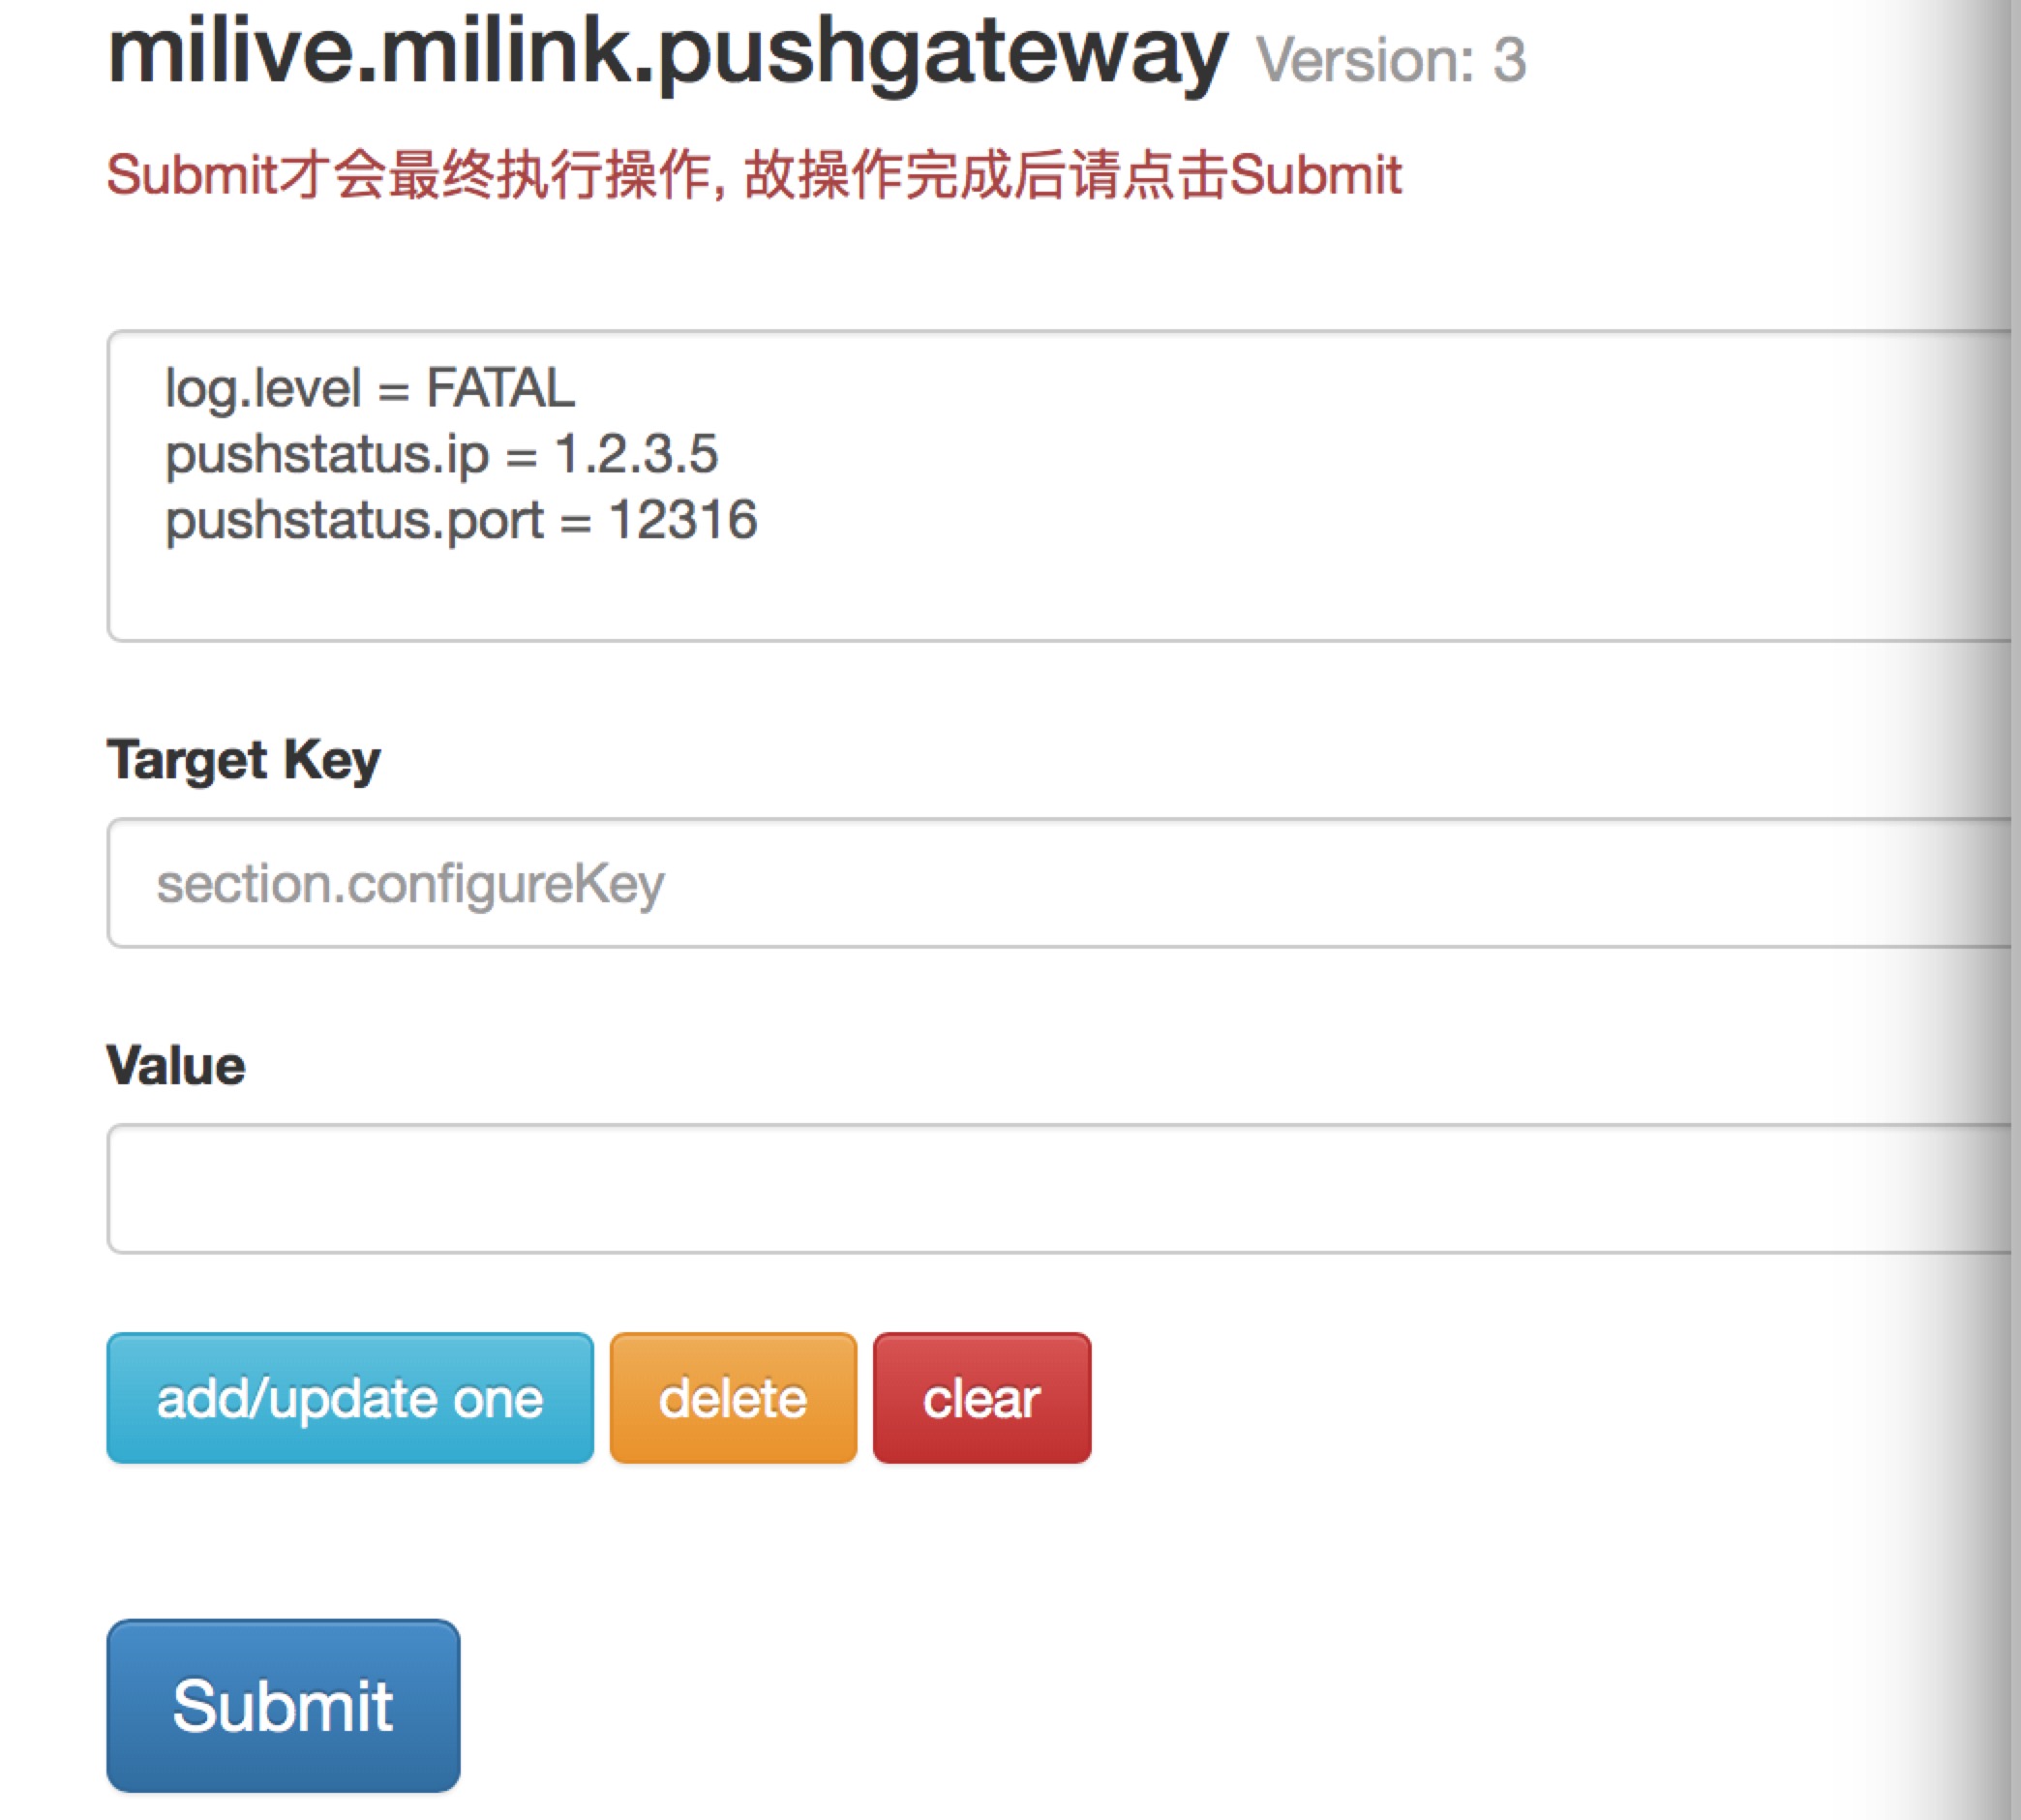 milive.milink.pushgateway Version: 3
Submit才会最终执行操作, 故操作完成后请点击Submit
log.level = FATAL
pushstatus.ip = 1.2.3.5
pushstatus.port = 12316
Target Key
section.configureKey
Value
add/update one delete clear
Submit